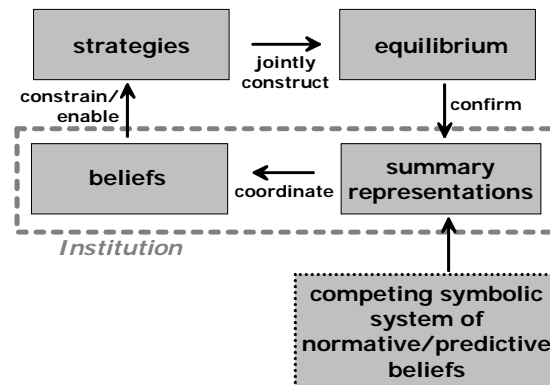 strategies
jointly
construct
equilibrium
constrain/
enable
confirm
beliefs
coordinate
summary
representations
Institution
competing symbolic
system of
normative/predictive
beliefs